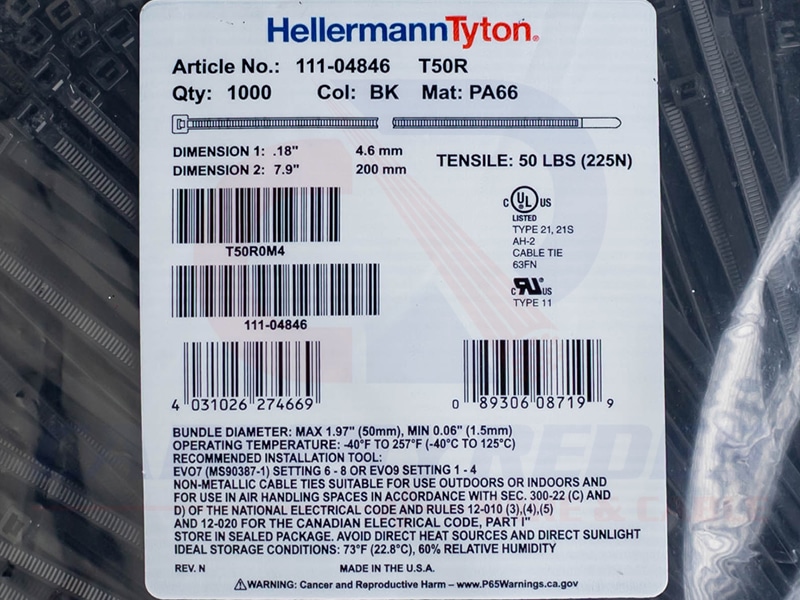 HellermannTyton®
Article No.: 111-04846 T50R
Qty: 1000 Col: BK Mat: PA66
DIMENSION 1: .18" 4.6 mm
DIMENSION 2: 7.9" 200 mm
TENSILE: 50 LBS (225N)
T50R0M4
111-04846
C UL US
LISTED
TYPE 21, 21S
AH-2
CABLE TIE
63FN
C US
TYPE 11
4 031026 274669
0 89306 08719 9
BUNDLE DIAMETER: MAX 1.97" (50mm), MIN 0.06" (1.5mm)
OPERATING TEMPERATURE: -40°F TO 257°F (-40°C TO 125°C)
RECOMMENDED INSTALLATION TOOL:
EVO7 (MS90387-1) SETTING 6 - 8 OR EVO9 SETTING 1 - 4
NON-METALLIC CABLE TIES SUITABLE FOR USE OUTDOORS OR INDOORS AND
FOR USE IN AIR HANDLING SPACES IN ACCORDANCE WITH SEC. 300-22 (C) AND
D) OF THE NATIONAL ELECTRICAL CODE AND RULES 12-010 (3),(4),(5)
AND 12-020 FOR THE CANADIAN ELECTRICAL CODE, PART I"
STORE IN SEALED PACKAGE. AVOID DIRECT HEAT SOURCES AND DIRECT SUNLIGHT
IDEAL STORAGE CONDITIONS: 73°F (22.8°C), 60% RELATIVE HUMIDITY
REV. N MADE IN THE U.S.A.
⚠WARNING: Cancer and Reproductive Harm – www.P65Warnings.ca.gov